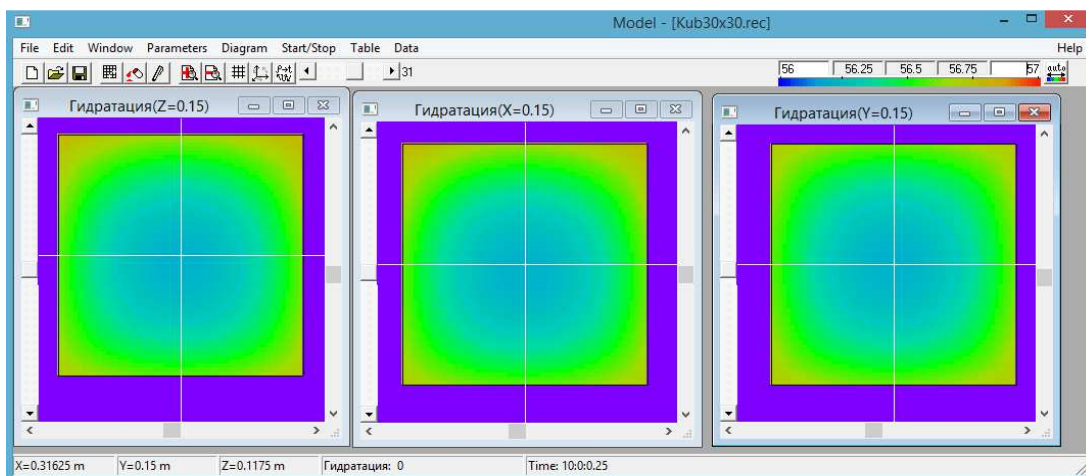 Model - [Kub30x30.rec]
File Edit Window Parameters Diagram Start/Stop Table Data Help
31
56 56.25 56.5 56.75 57 auto
Гидратация(Z=0.15)
Гидратация(X=0.15)
Гидратация(Y=0.15)
X=0.31625 m Y=0.15 m Z=0.1175 m Гидратация: 0 Time: 10:0:0.25